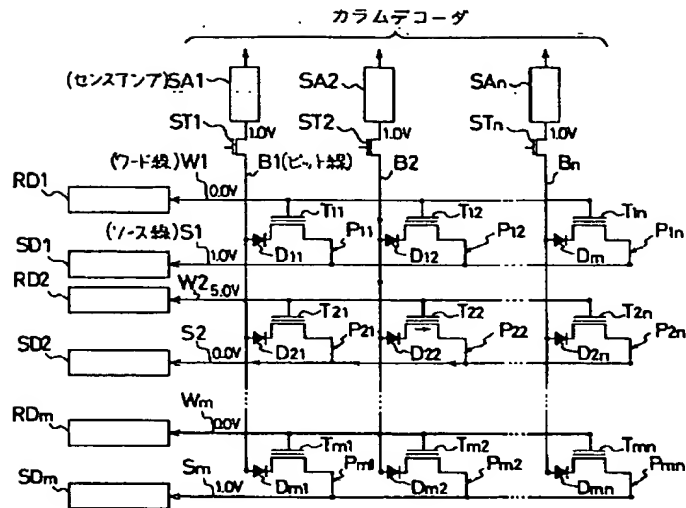 カラムデコーダ
(センスアンプ)SA1 SA2 SAn
1.0V 1.0V 1.0V
ST1 ST2 STn
(ワード線)W1 B1(ビット線) B2 Bn
RD1 0.0V
T11 T12 T1n
(ソース線)S1 P11 P12 P1n
SD1 1.0V D11 D12 Dm
RD2 W2 5.0V
T21 T22 T2n
S2 P21 P22 P2n
SD2 0.0V D21 D22 D2n
Wm
RDm 0.0V
Tm1 Tm2 Tmn
Sm Pm1 Pm2 Pmn
SDm 1.0V Dm1 Dm2 Dmn